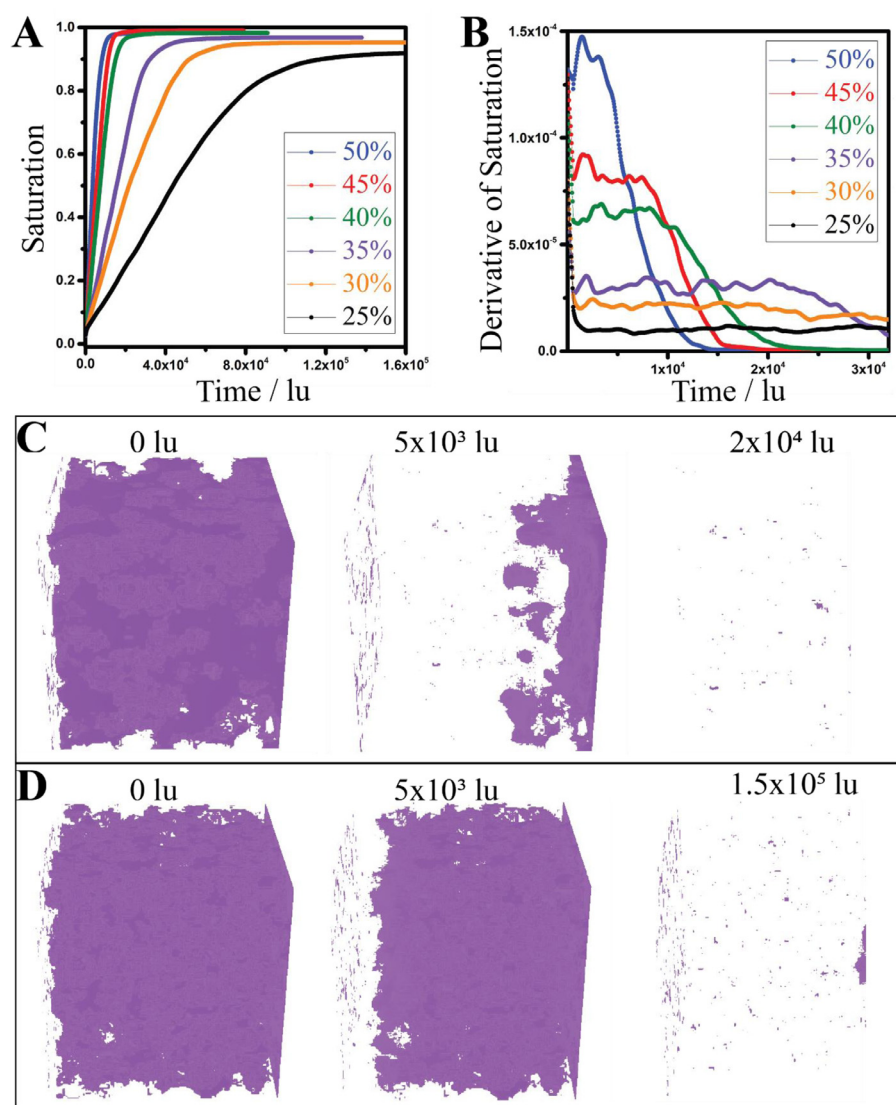 A
Saturation
1.0
0.8
0.6
0.4
0.2
0.0
50%
45%
40%
35%
30%
25%
0.0
4.0x10⁴
8.0x10⁴
1.2x10⁵
1.6x10⁵
Time / lu
B
Derivative of Saturation
1.5x10⁻⁴
1.0x10⁻⁴
5.0x10⁻⁵
0.0
50%
45%
40%
35%
30%
25%
1x10⁴
2x10⁴
3x10⁴
Time / lu
C
0 lu
5x10³ lu
2x10⁴ lu
D
0 lu
5x10³ lu
1.5x10⁵ lu